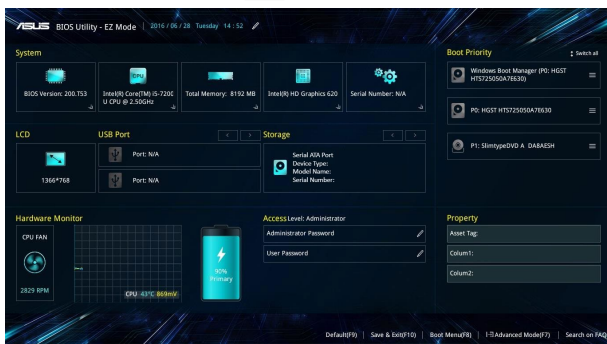 ASUS BIOS Utility - EZ Mode 2016 / 06 / 28 Tuesday 14 : 52
System
BIOS Version: 200.T53
Intel(R) Core(TM) i5-7200
U CPU @ 2.50GHz
CPU
Total Memory: 8192 MB
Intel(R) HD Graphics 620
Serial Number: N/A
Boot Priority
Switch all
Windows Boot Manager (P0: HGST
HTS725050A7E630)
P0: HGST HTS725050A7E630
P1: SlimtypeDVD A DA8AESH
LCD
1366*768
USB Port
Port: N/A
Port: N/A
Storage
Serial ATA Port
Device Type:
Model Name:
Serial Number:
Hardware Monitor
CPU FAN
2829 RPM
CPU 43°C 869mV
90%
Primary
Access Level: Administrator
Administrator Password
User Password
Property
Asset Tag:
Colum1:
Colum2:
Default(F9) Save & Exit(F10) Boot Menu(F8) Advanced Mode(F7) Search on FAQ